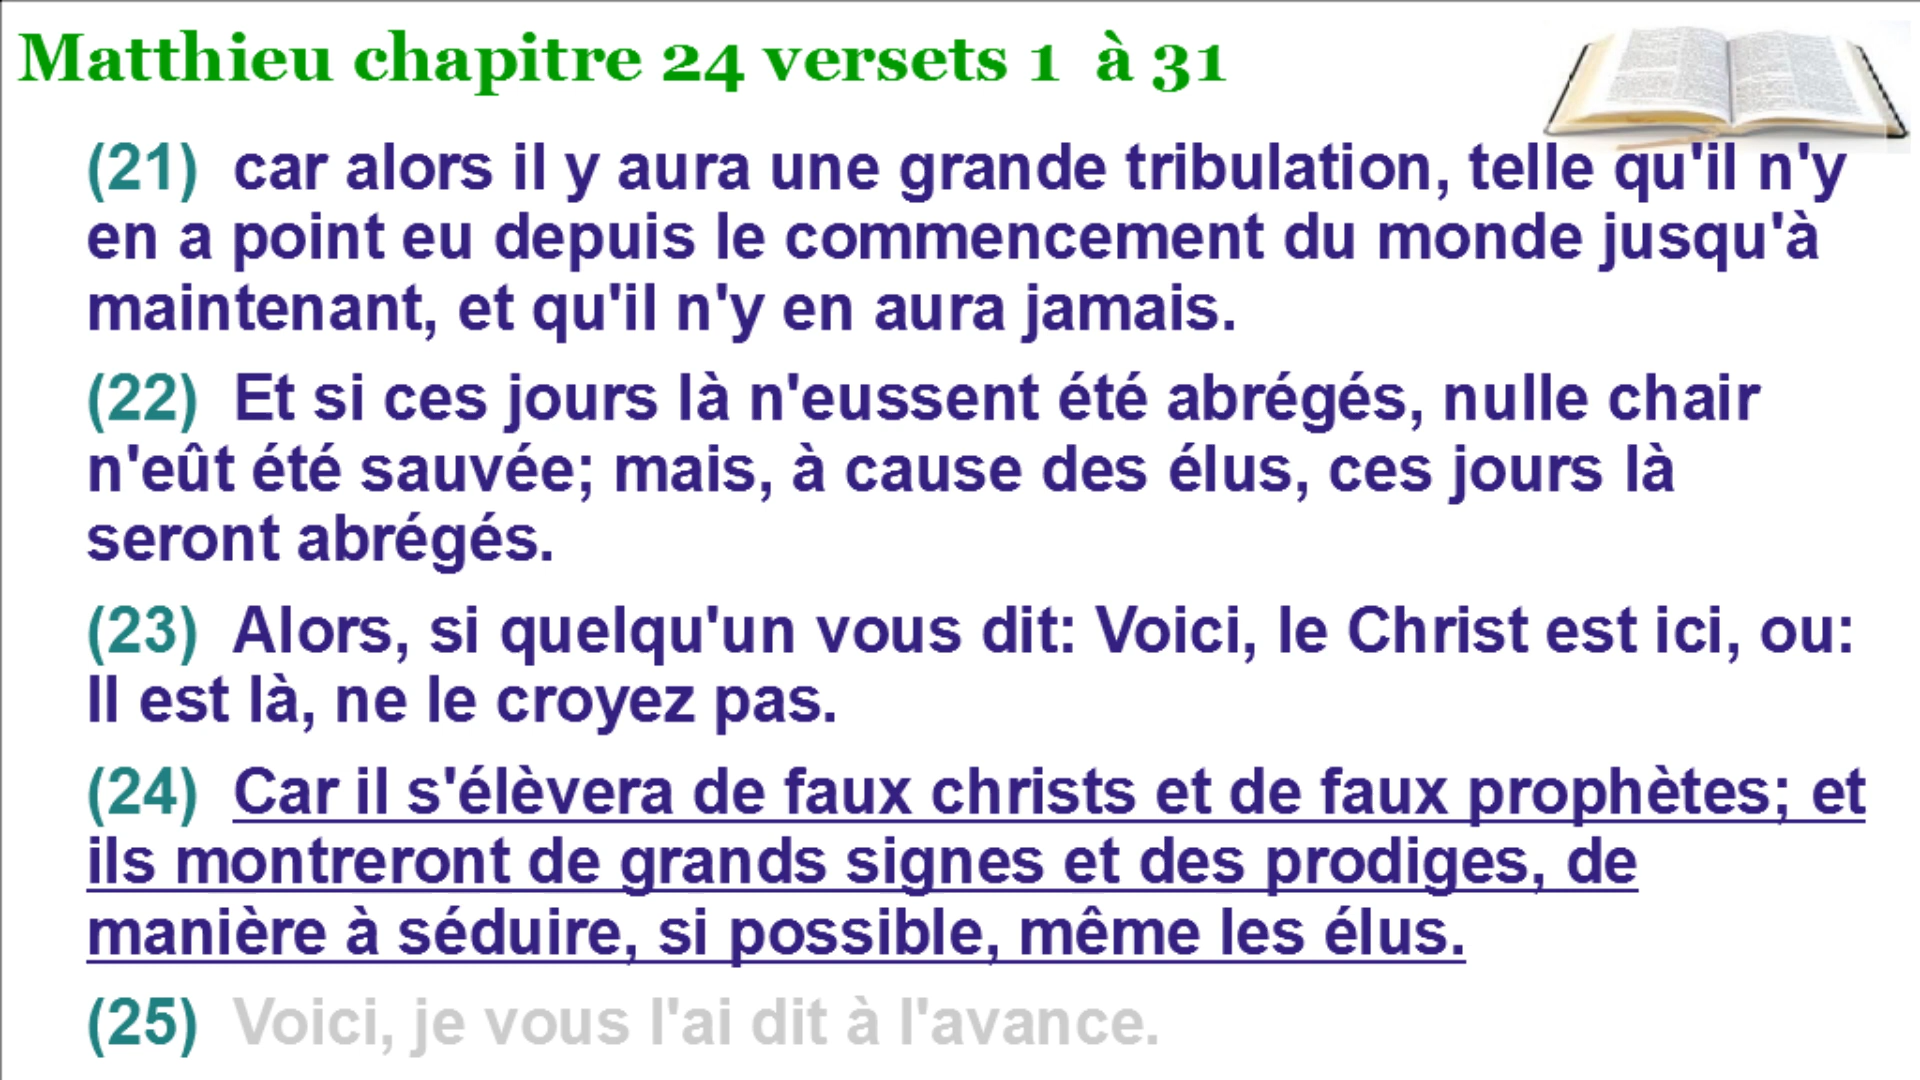 Matthieu chapitre 24 versets 1 à 31
(21) car alors il y aura une grande tribulation, telle qu'il n'y
en a point eu depuis le commencement du monde jusqu'à
maintenant, et qu'il n'y en aura jamais.
(22) Et si ces jours là n'eussent été abrégés, nulle chair
n'eût été sauvée; mais, à cause des élus, ces jours là
seront abrégés.
(23) Alors, si quelqu'un vous dit: Voici, le Christ est ici, ou:
Il est là, ne le croyez pas.
(24) Car il s'élèvera de faux christs et de faux prophètes; et
ils montreront de grands signes et des prodiges, de
manière à séduire, si possible, même les élus.
(25) Voici, je vous l'ai dit à l'avance.